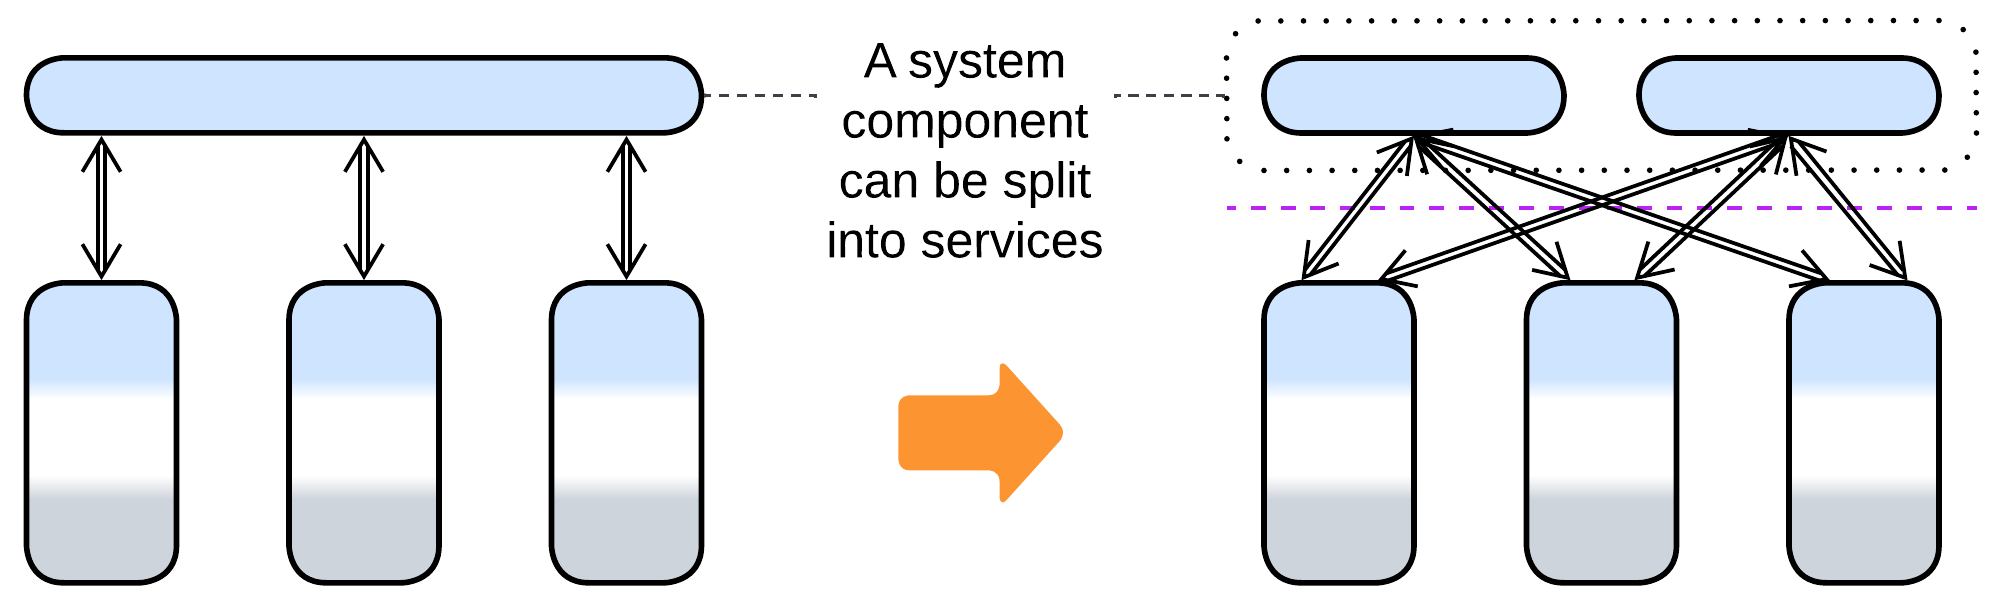 A system
component
can be split
into services